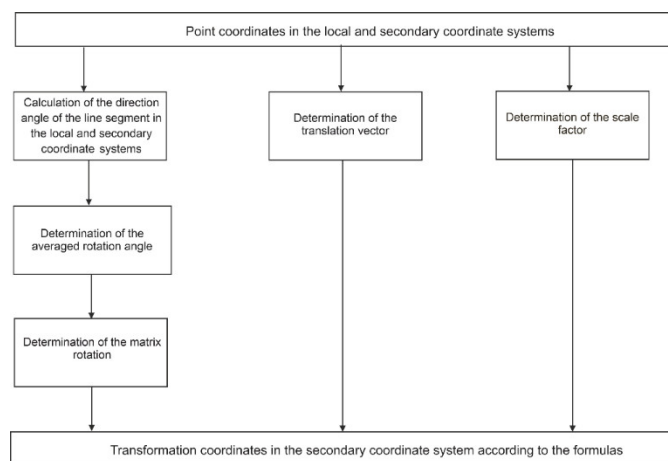 Point coordinates in the local and secondary coordinate systems
Calculation of the direction
angle of the line segment in
the local and secondary
coordinate systems
Determination of the
translation vector
Determination of the scale
factor
Determination of the
averaged rotation angle
Determination of the matrix
rotation
Transformation coordinates in the secondary coordinate system according to the formulas